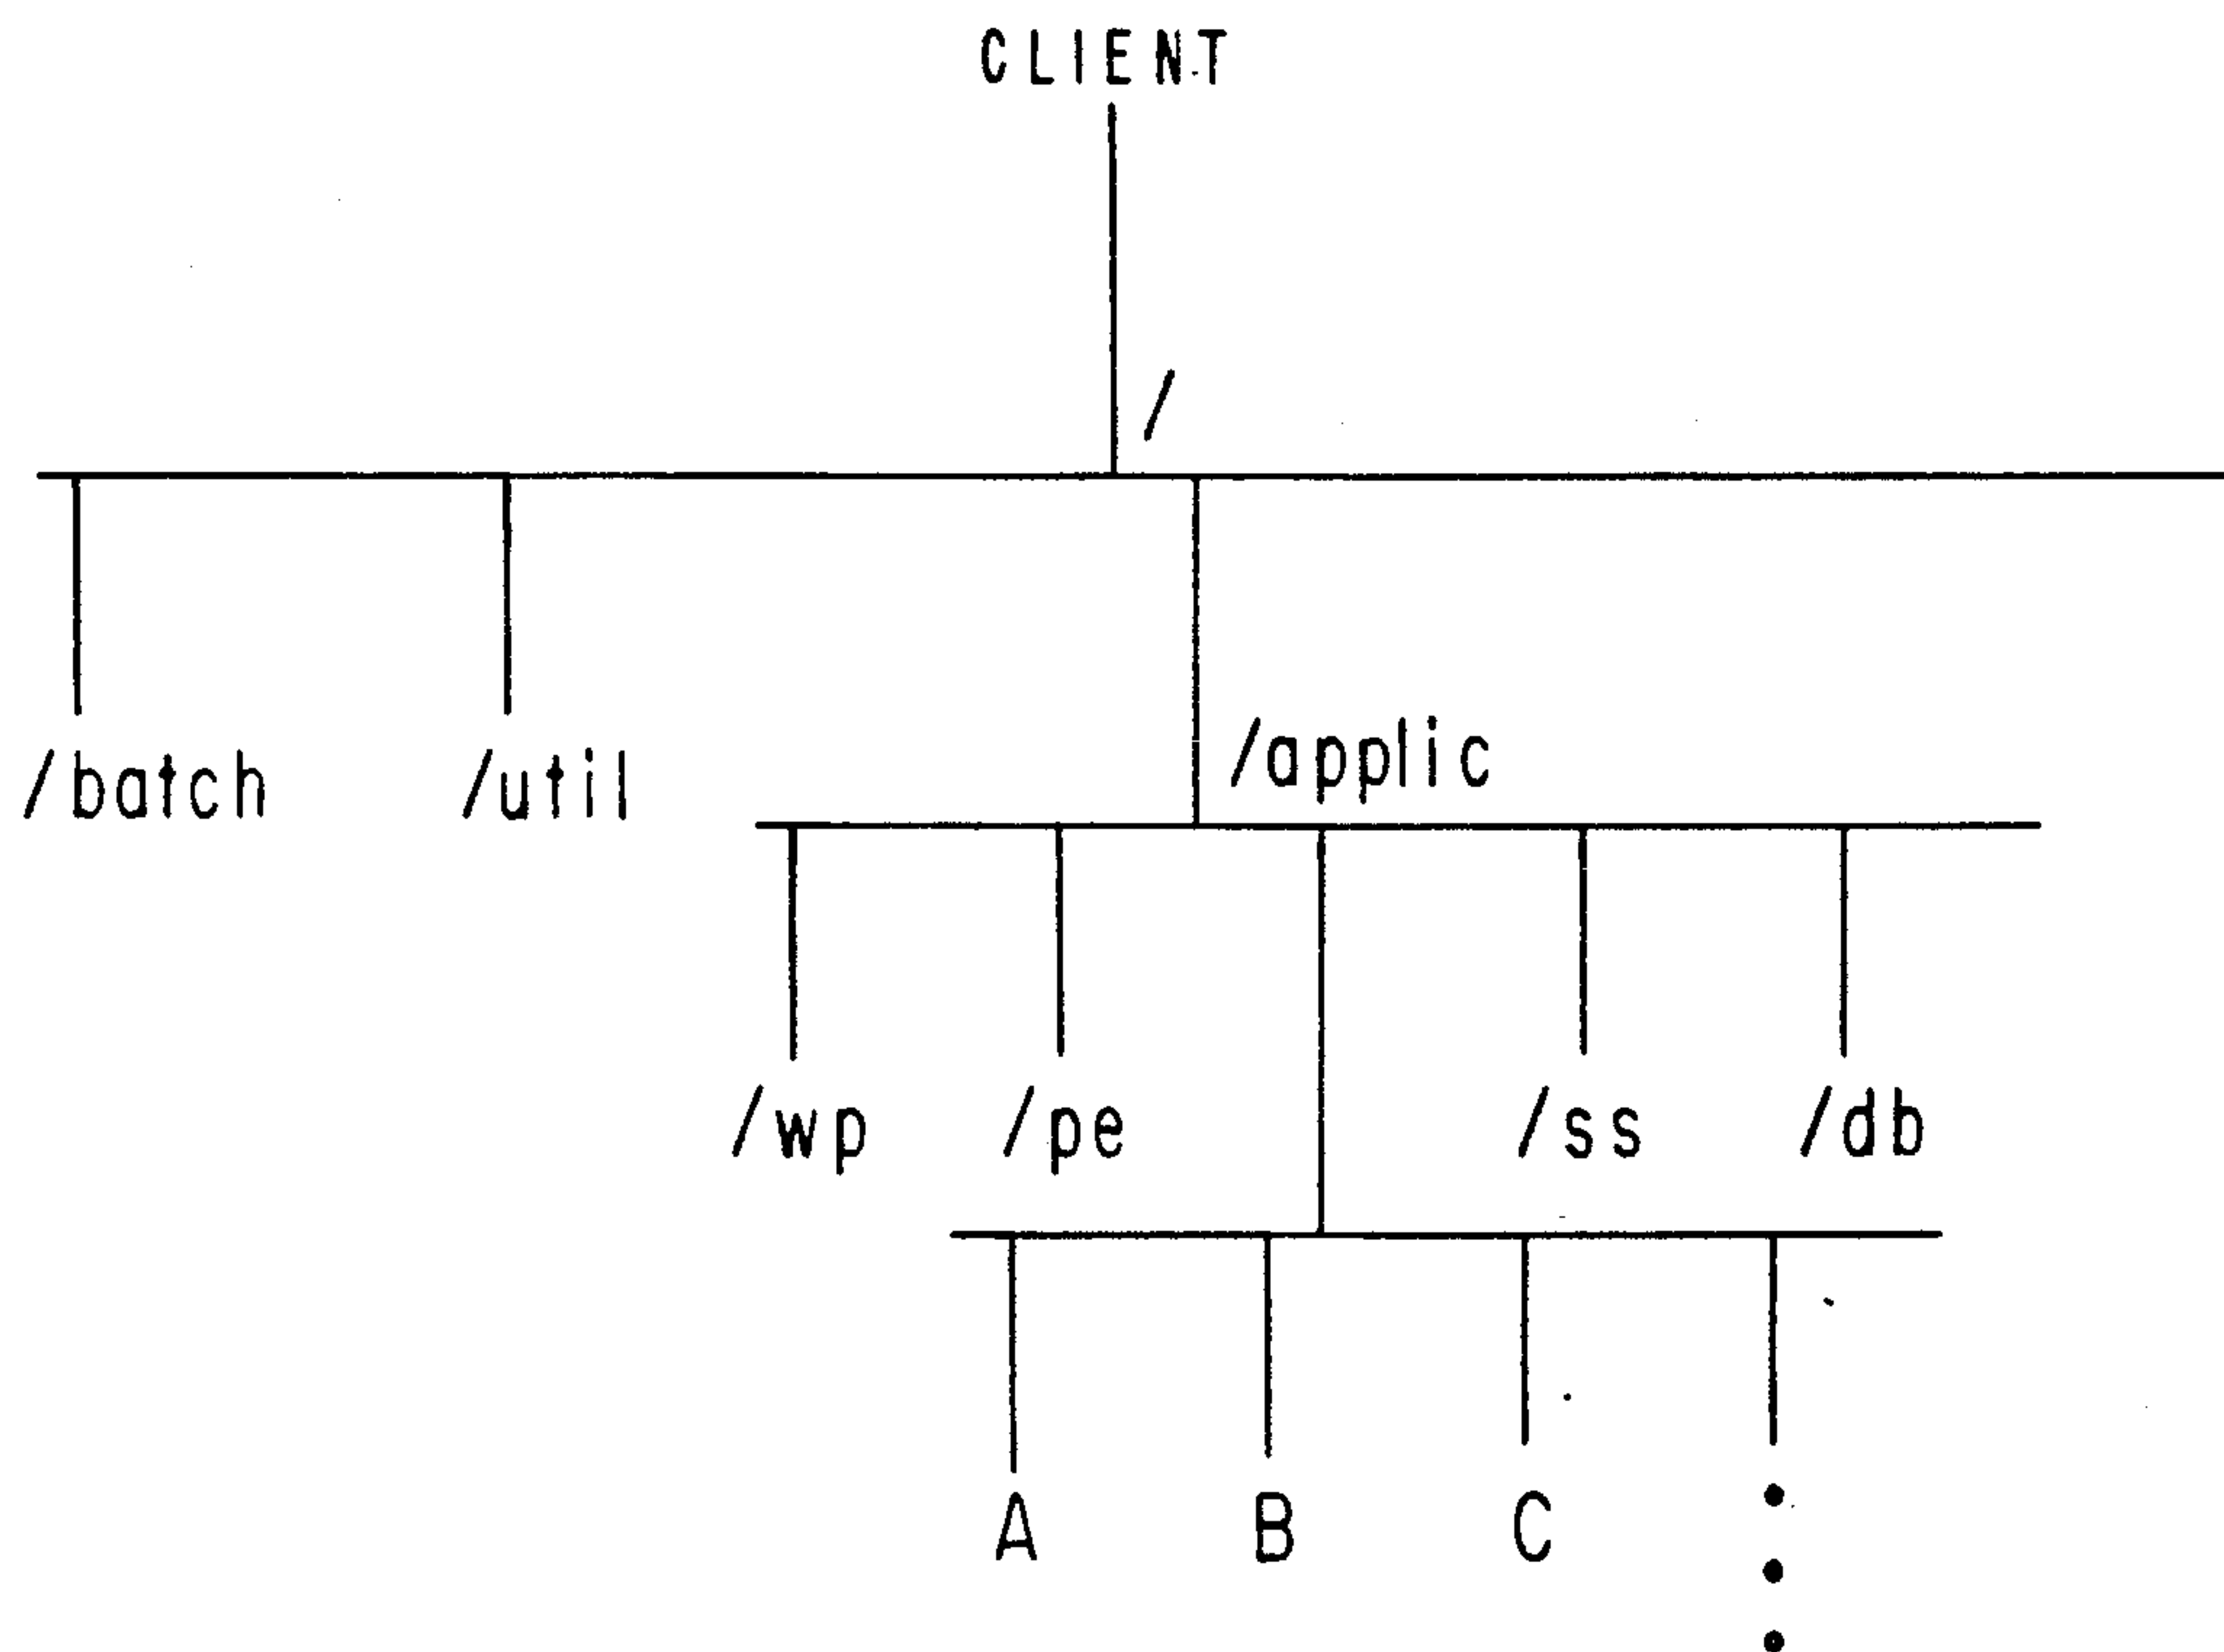 CLIENT
/
/applic
/batch /util
/wp /pe /ss /db
A B C